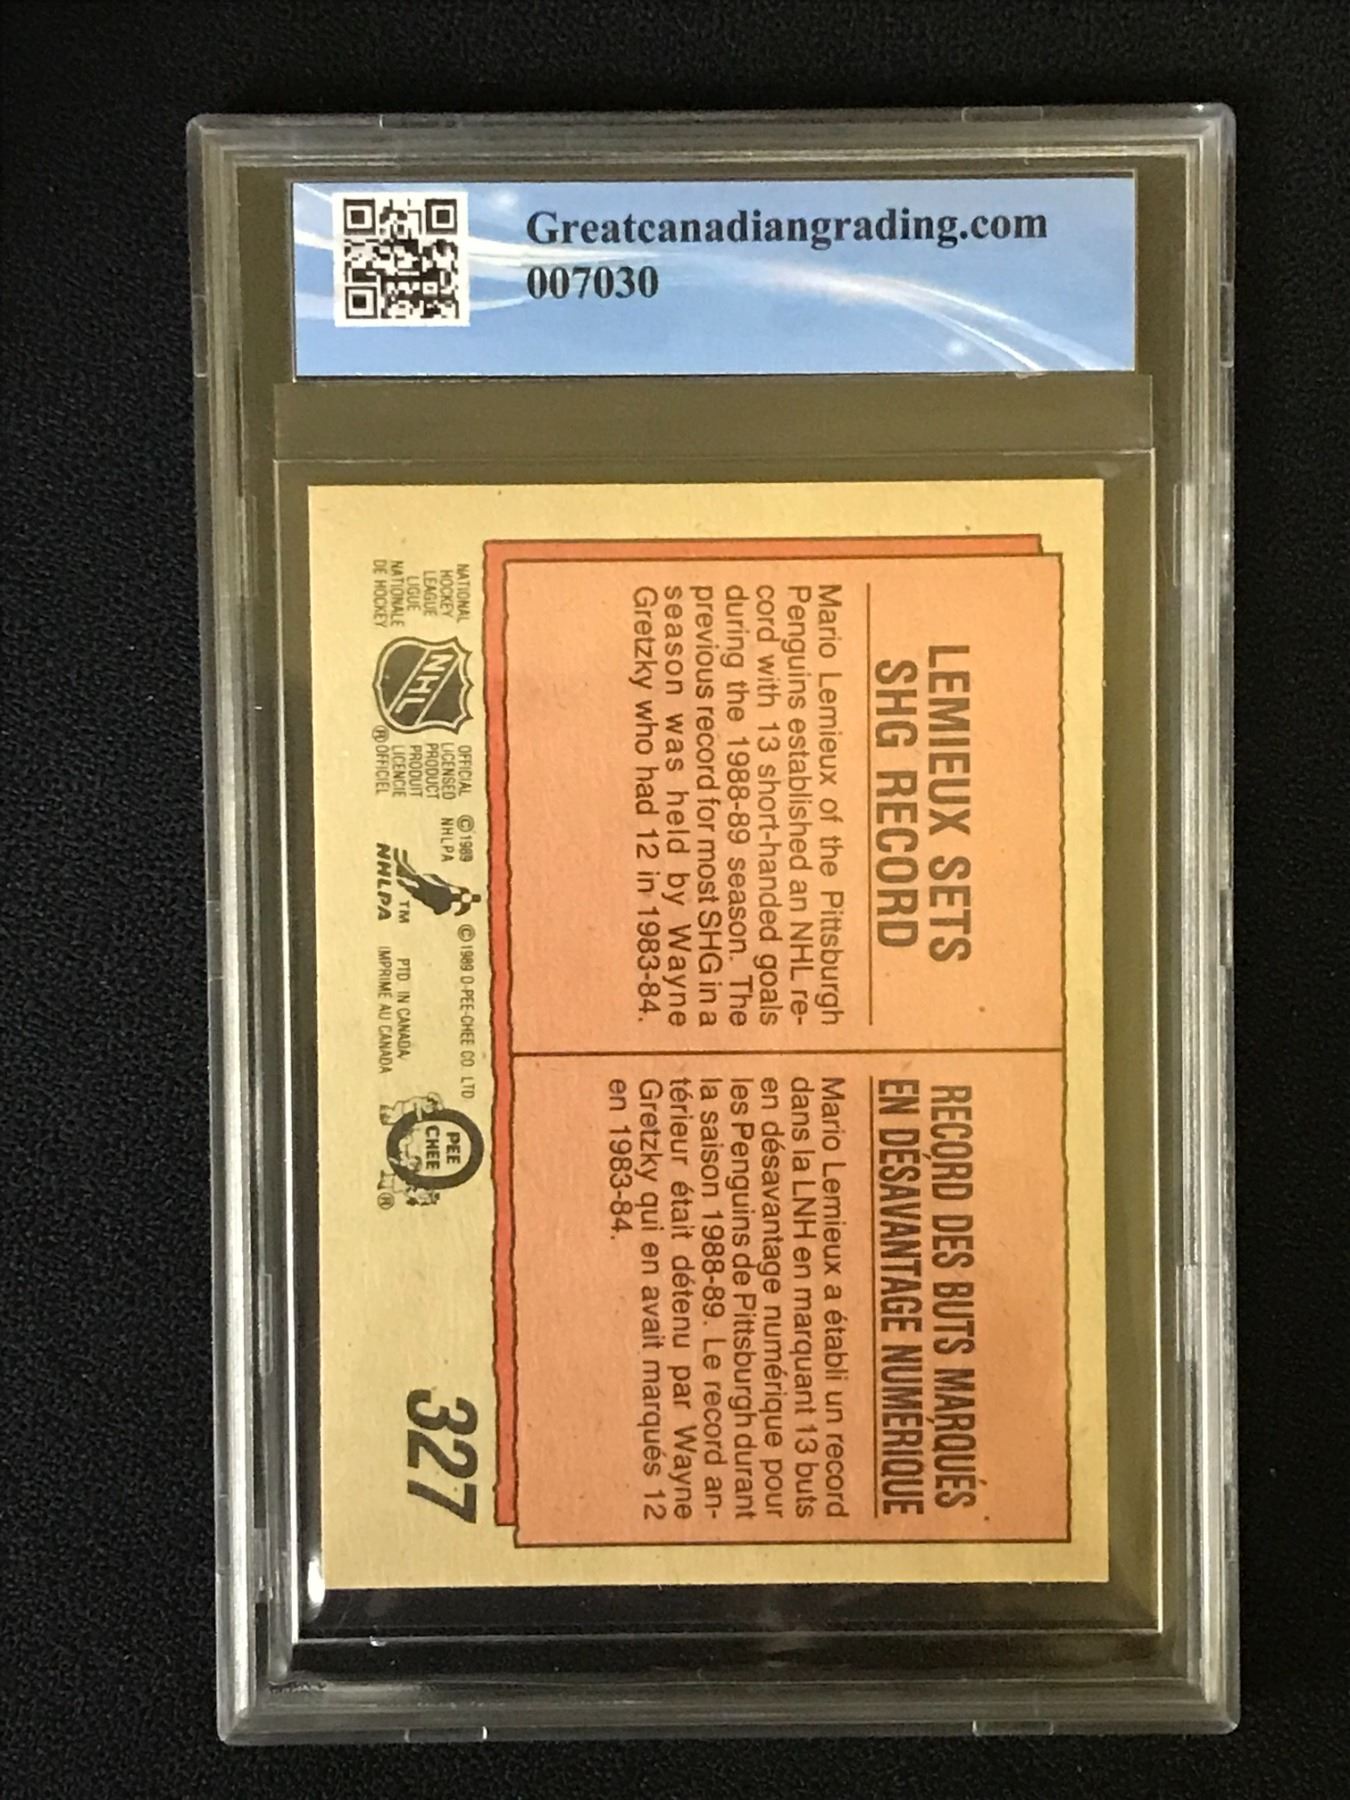 Greatcanadiangrading.com
007030
LEMIEUX SETS
SHG RECORD
Mario Lemieux of the Pittsburgh
Penguins established an NHL re-
cord with 13 short-handed goals
during the 1988-89 season. The
previous record for most SHG in a
season was held by Wayne
Gretzky who had 12 in 1983-84.
RECORD DES BUTS MARQUÉS
EN DÉSAVANTAGE NUMÉRIQUE
Mario Lemieux a établi un record
dans la LNH en marquant 13 buts
en désavantage numérique pour
les Penguins de Pittsburgh durant
la saison 1988-89. Le record an-
térieur était détenu par Wayne
Gretzky qui en avait marqués 12
en 1983-84.
NATIONAL
HOCKEY
LEAGUE
LIGUE
NATIONALE
DE HOCKEY
NHL
®
OFFICIAL
LICENSED
PRODUCT
PRODUIT
LICENCIE
OFFICIEL
© 1989
NHLPA
TM
NHLPA
© 1989 O-PEE-CHEE CO. LTD
PTD. IN CANADA
IMPRIMÉ AU CANADA
PEE
CHEE
®
327